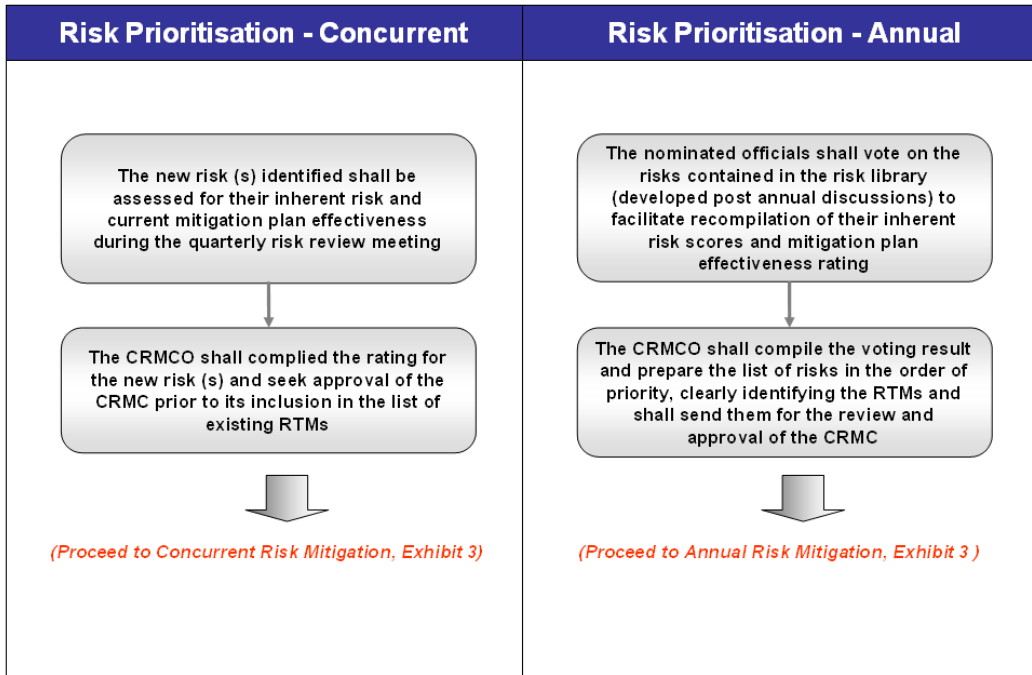 Risk Prioritisation - Concurrent
The new risk (s) identified shall be
assessed for their inherent risk and
current mitigation plan effectiveness
during the quarterly risk review meeting
The CRMCO shall complied the rating for
the new risk (s) and seek approval of the
CRMC prior to its inclusion in the list of
existing RTMs
(Proceed to Concurrent Risk Mitigation, Exhibit 3)
Risk Prioritisation - Annual
The nominated officials shall vote on the
risks contained in the risk library
(developed post annual discussions) to
facilitate recompilation of their inherent
risk scores and mitigation plan
effectiveness rating
The CRMCO shall compile the voting result
and prepare the list of risks in the order of
priority, clearly identifying the RTMs and
shall send them for the review and
approval of the CRMC
(Proceed to Annual Risk Mitigation, Exhibit 3 )